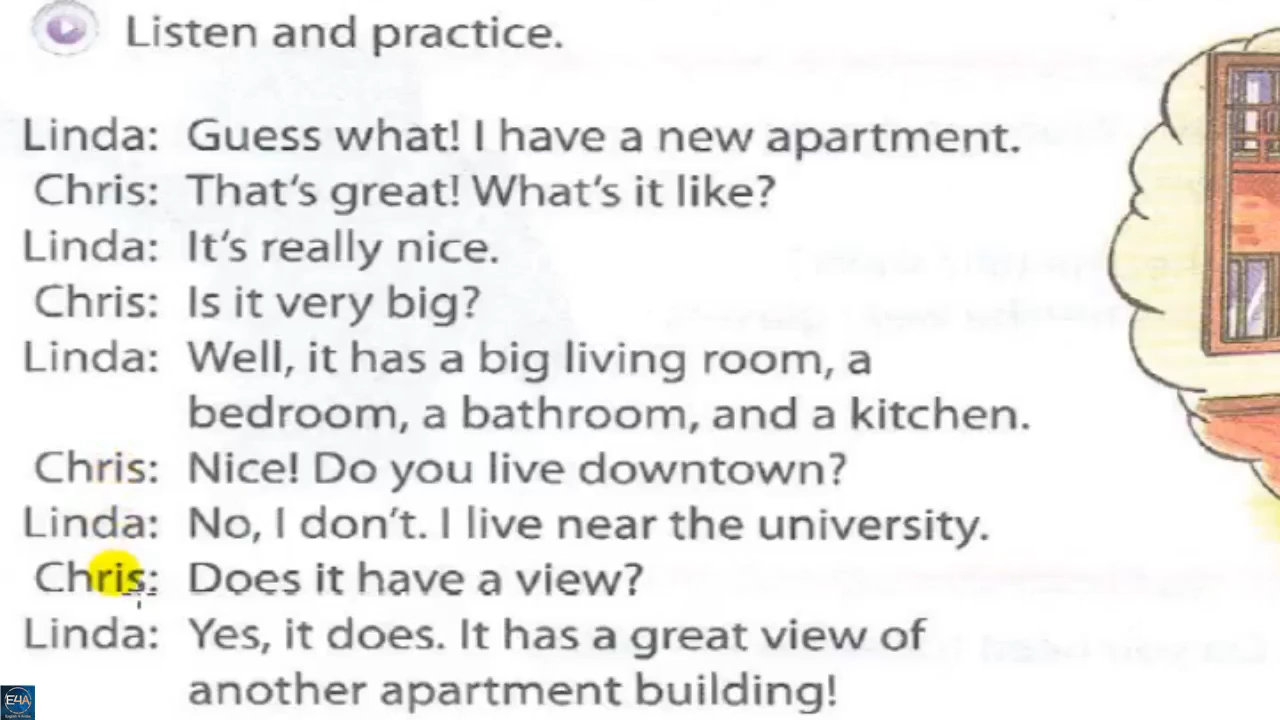 Listen and practice.
Linda: Guess what! I have a new apartment.
Chris: That's great! What's it like?
Linda: It's really nice.
Chris: Is it very big?
Linda: Well, it has a big living room, a
bedroom, a bathroom, and a kitchen.
Chris: Nice! Do you live downtown?
Linda: No, I don't. I live near the university.
Chris: Does it have a view?
Linda: Yes, it does. It has a great view of
another apartment building!
E4A